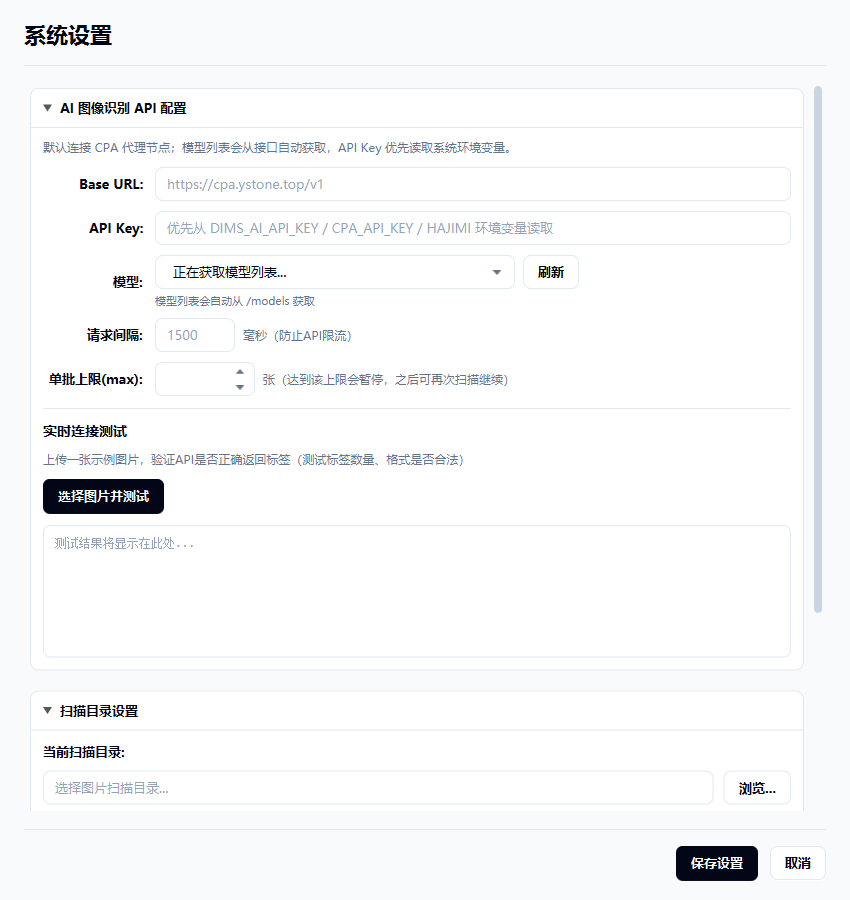 系统设置
▼ AI 图像识别 API 配置
默认连接 CPA 代理节点；模型列表会从接口自动获取，API Key 优先读取系统环境变量。
Base URL: https://cpa.ystone.top/v1
API Key: 优先从 DIMS_AI_API_KEY / CPA_API_KEY / HAJIMI 环境变量读取
模型: 正在获取模型列表... 刷新
模型列表会自动从 /models 获取
请求间隔: 1500 毫秒（防止API限流）
单批上限(max): 张（达到该上限会暂停，之后可再次扫描继续）
实时连接测试
上传一张示例图片，验证API是否正确返回标签（测试标签数量、格式是否合法）
选择图片并测试
测试结果将显示在此处...
▼ 扫描目录设置
当前扫描目录:
选择图片扫描目录... 浏览...
保存设置 取消